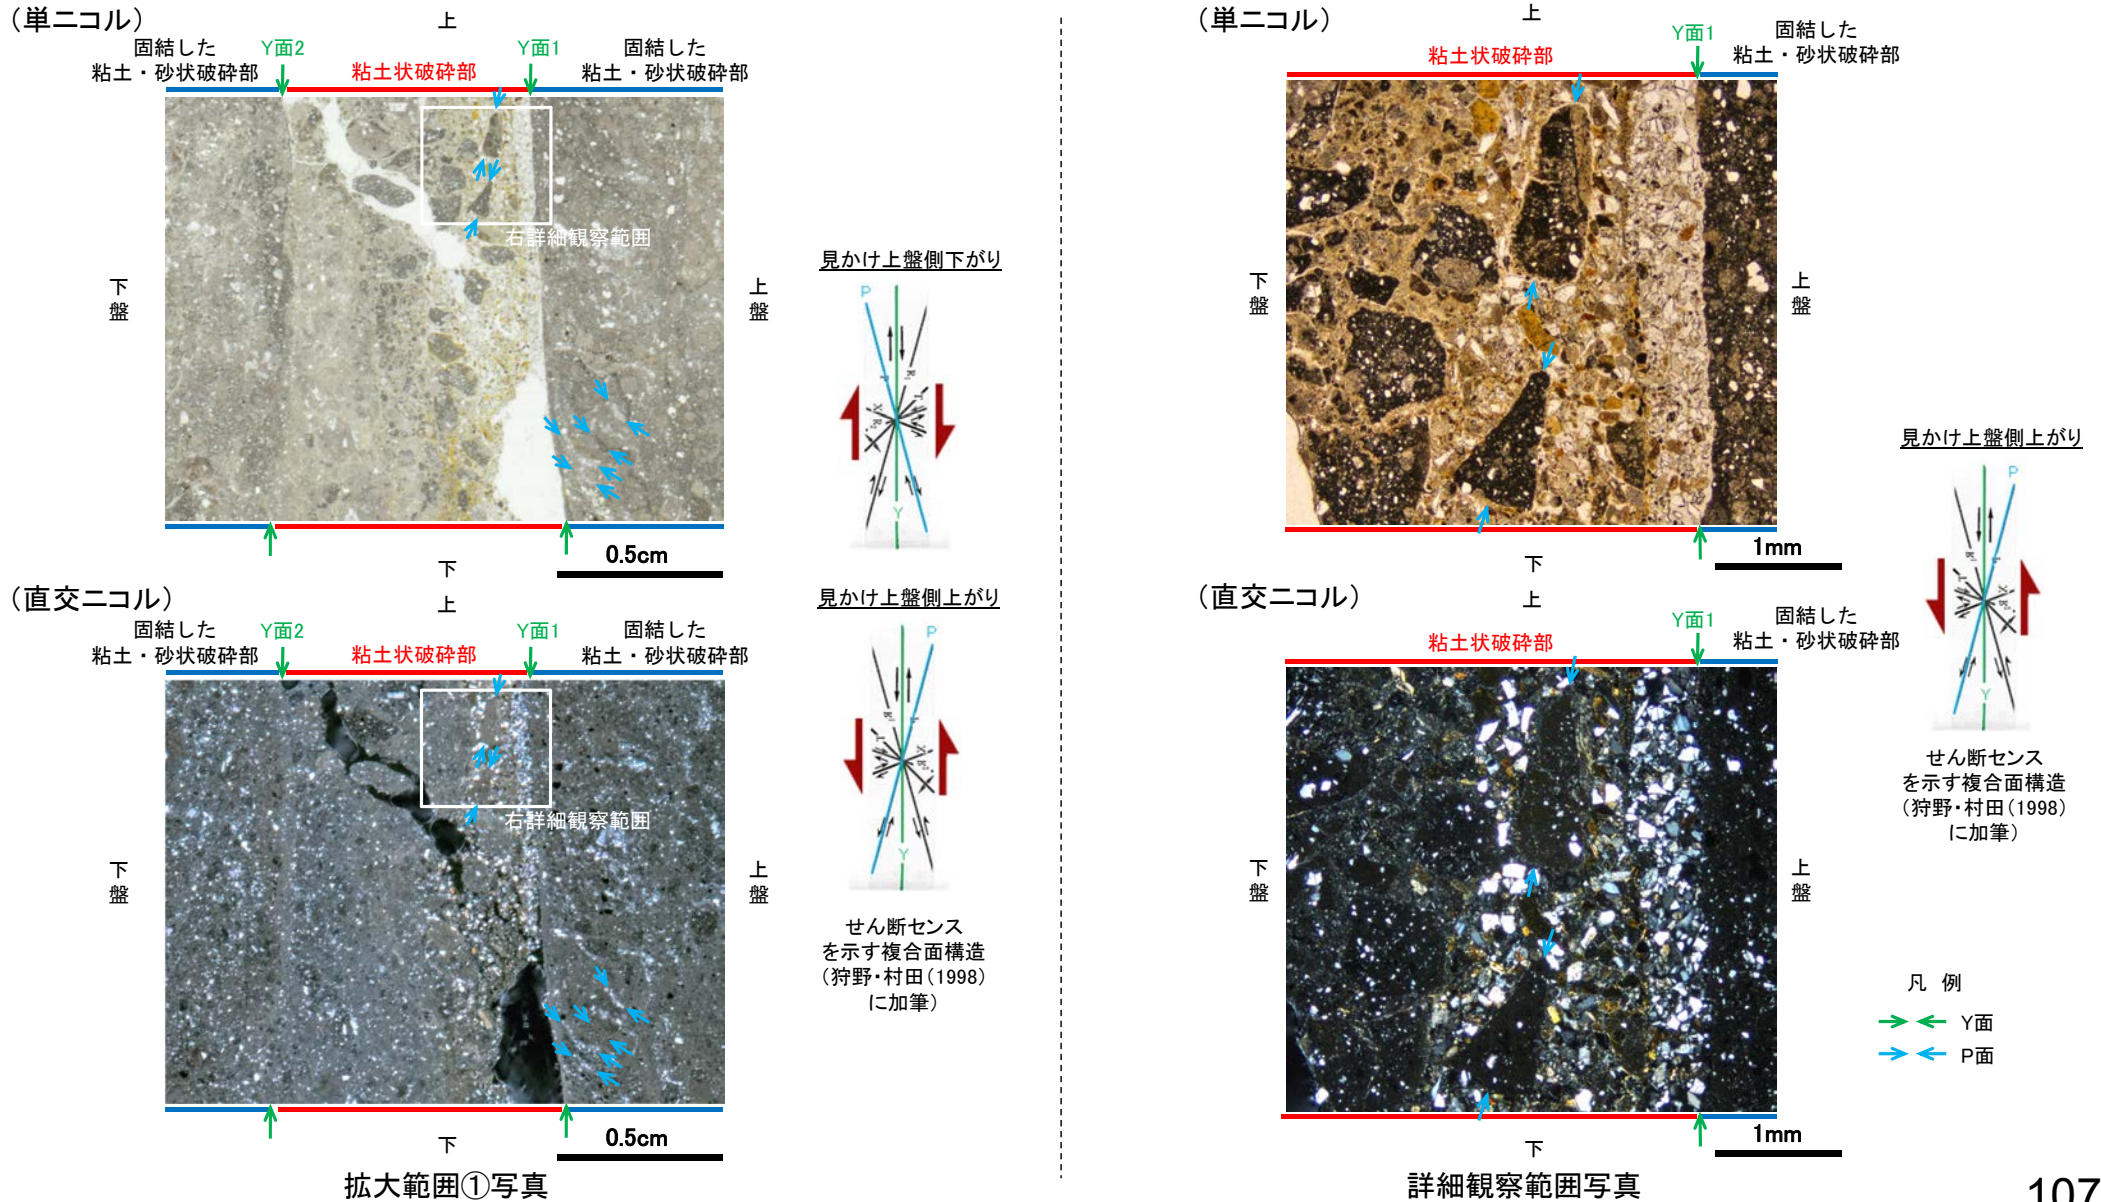 （単ニコル）
上
固結した
粘土・砂状破砕部
Y面2
粘土状破砕部
Y面1
固結した
粘土・砂状破砕部
右詳細観察範囲
下盤
上盤
下
0.5cm
見かけ上盤側下がり
P
R₁
Y
（直交ニコル）
上
固結した
粘土・砂状破砕部
Y面2
粘土状破砕部
Y面1
固結した
粘土・砂状破砕部
右詳細観察範囲
下盤
上盤
下
0.5cm
見かけ上盤側上がり
P
Y
せん断センス
を示す複合面構造
（狩野・村田（1998）
に加筆）
拡大範囲①写真
（単ニコル）
上
粘土状破砕部
Y面1
固結した
粘土・砂状破砕部
下盤
上盤
下
1mm
（直交ニコル）
上
粘土状破砕部
Y面1
固結した
粘土・砂状破砕部
下盤
上盤
下
1mm
見かけ上盤側上がり
P
Y
せん断センス
を示す複合面構造
（狩野・村田（1998）
に加筆）
凡 例
Y面
P面
詳細観察範囲写真
107